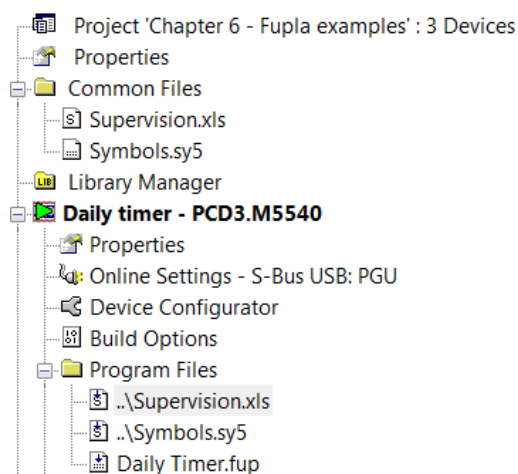 Project 'Chapter 6 - Fupla examples' : 3 Devices
Properties
Common Files
Supervision.xls
Symbols.sy5
Library Manager
Daily timer - PCD3.M5540
Properties
Online Settings - S-Bus USB: PGU
Device Configurator
Build Options
Program Files
..\Supervision.xls
..\Symbols.sy5
Daily Timer.fup